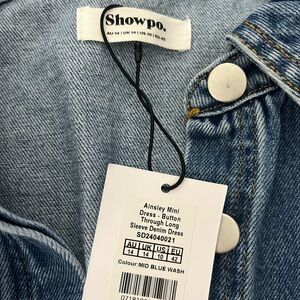 Showpo.
AU 14 | UK 14 | US 10 | EU 42
Ainsley Mini
Dress - Button
Through Long
Sleeve Denim Dress
SD24040021
AU UK US EU
14 14 10 42
Colour: MID BLUE WASH